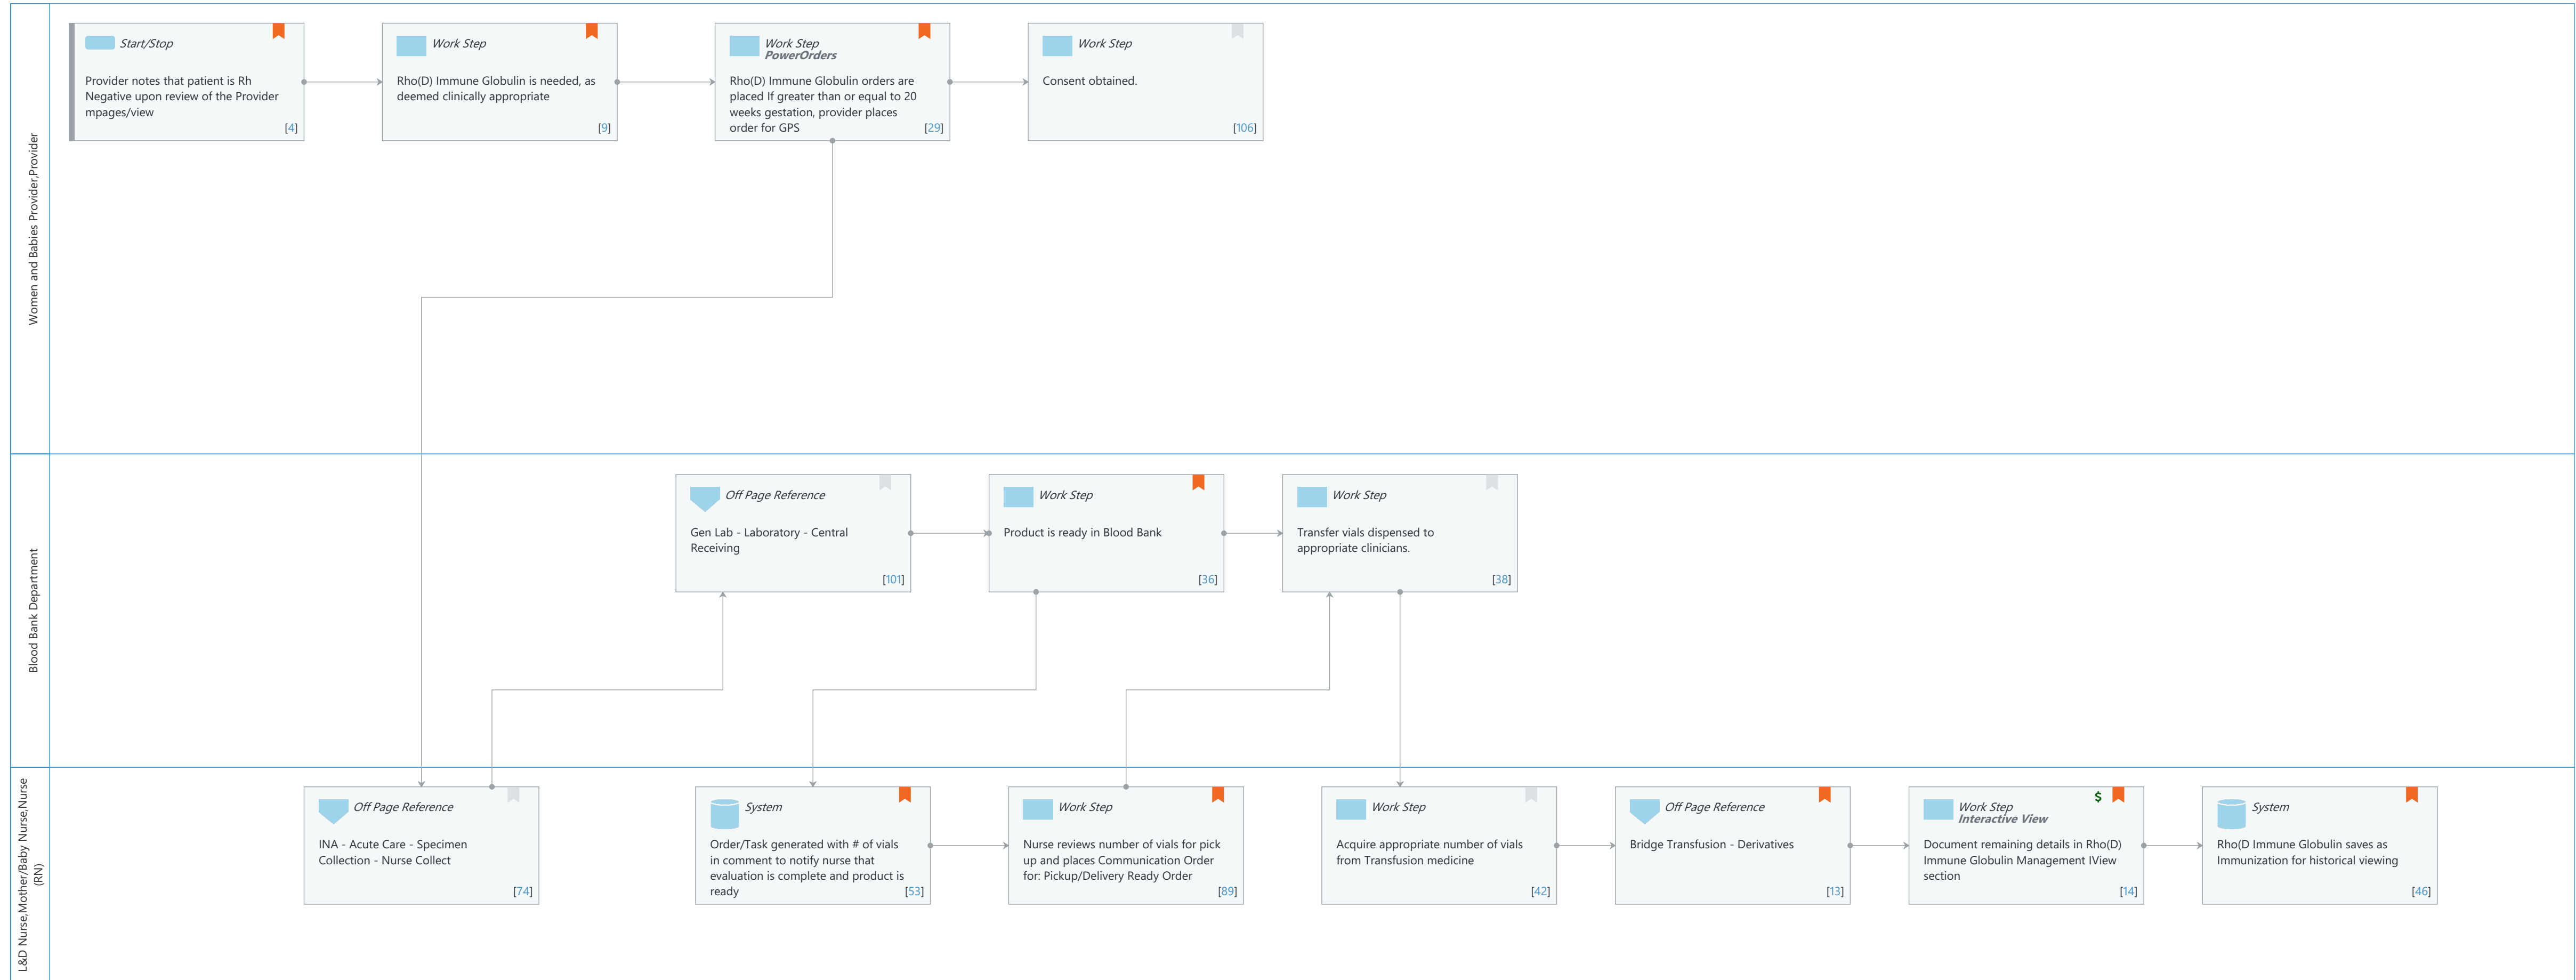 Women and Babies Provider,Provider
Start/Stop
Provider notes that patient is Rh
Negative upon review of the Provider
mpages/view
[4]
Work Step
Rho(D) Immune Globulin is needed, as
deemed clinically appropriate
[9]
Work Step
PowerOrders
Rho(D) Immune Globulin orders are
placed If greater than or equal to 20
weeks gestation, provider places
order for GPS
[29]
Work Step
Consent obtained.
[106]
Blood Bank Department
Off Page Reference
Gen Lab - Laboratory - Central
Receiving
[101]
Work Step
Product is ready in Blood Bank
[36]
Work Step
Transfer vials dispensed to
appropriate clinicians.
[38]
L&D Nurse,Mother/Baby Nurse,Nurse
(RN)
Off Page Reference
INA - Acute Care - Specimen
Collection - Nurse Collect
[74]
System
Order/Task generated with # of vials
in comment to notify nurse that
evaluation is complete and product is
ready
[53]
Work Step
Nurse reviews number of vials for pick
up and places Communication Order
for: Pickup/Delivery Ready Order
[89]
Work Step
Acquire appropriate number of vials
from Transfusion medicine
[42]
Off Page Reference
Bridge Transfusion - Derivatives
[13]
Work Step
Interactive View
$
Document remaining details in Rho(D)
Immune Globulin Management IView
section
[14]
System
Rho(D Immune Globulin saves as
Immunization for historical viewing
[46]